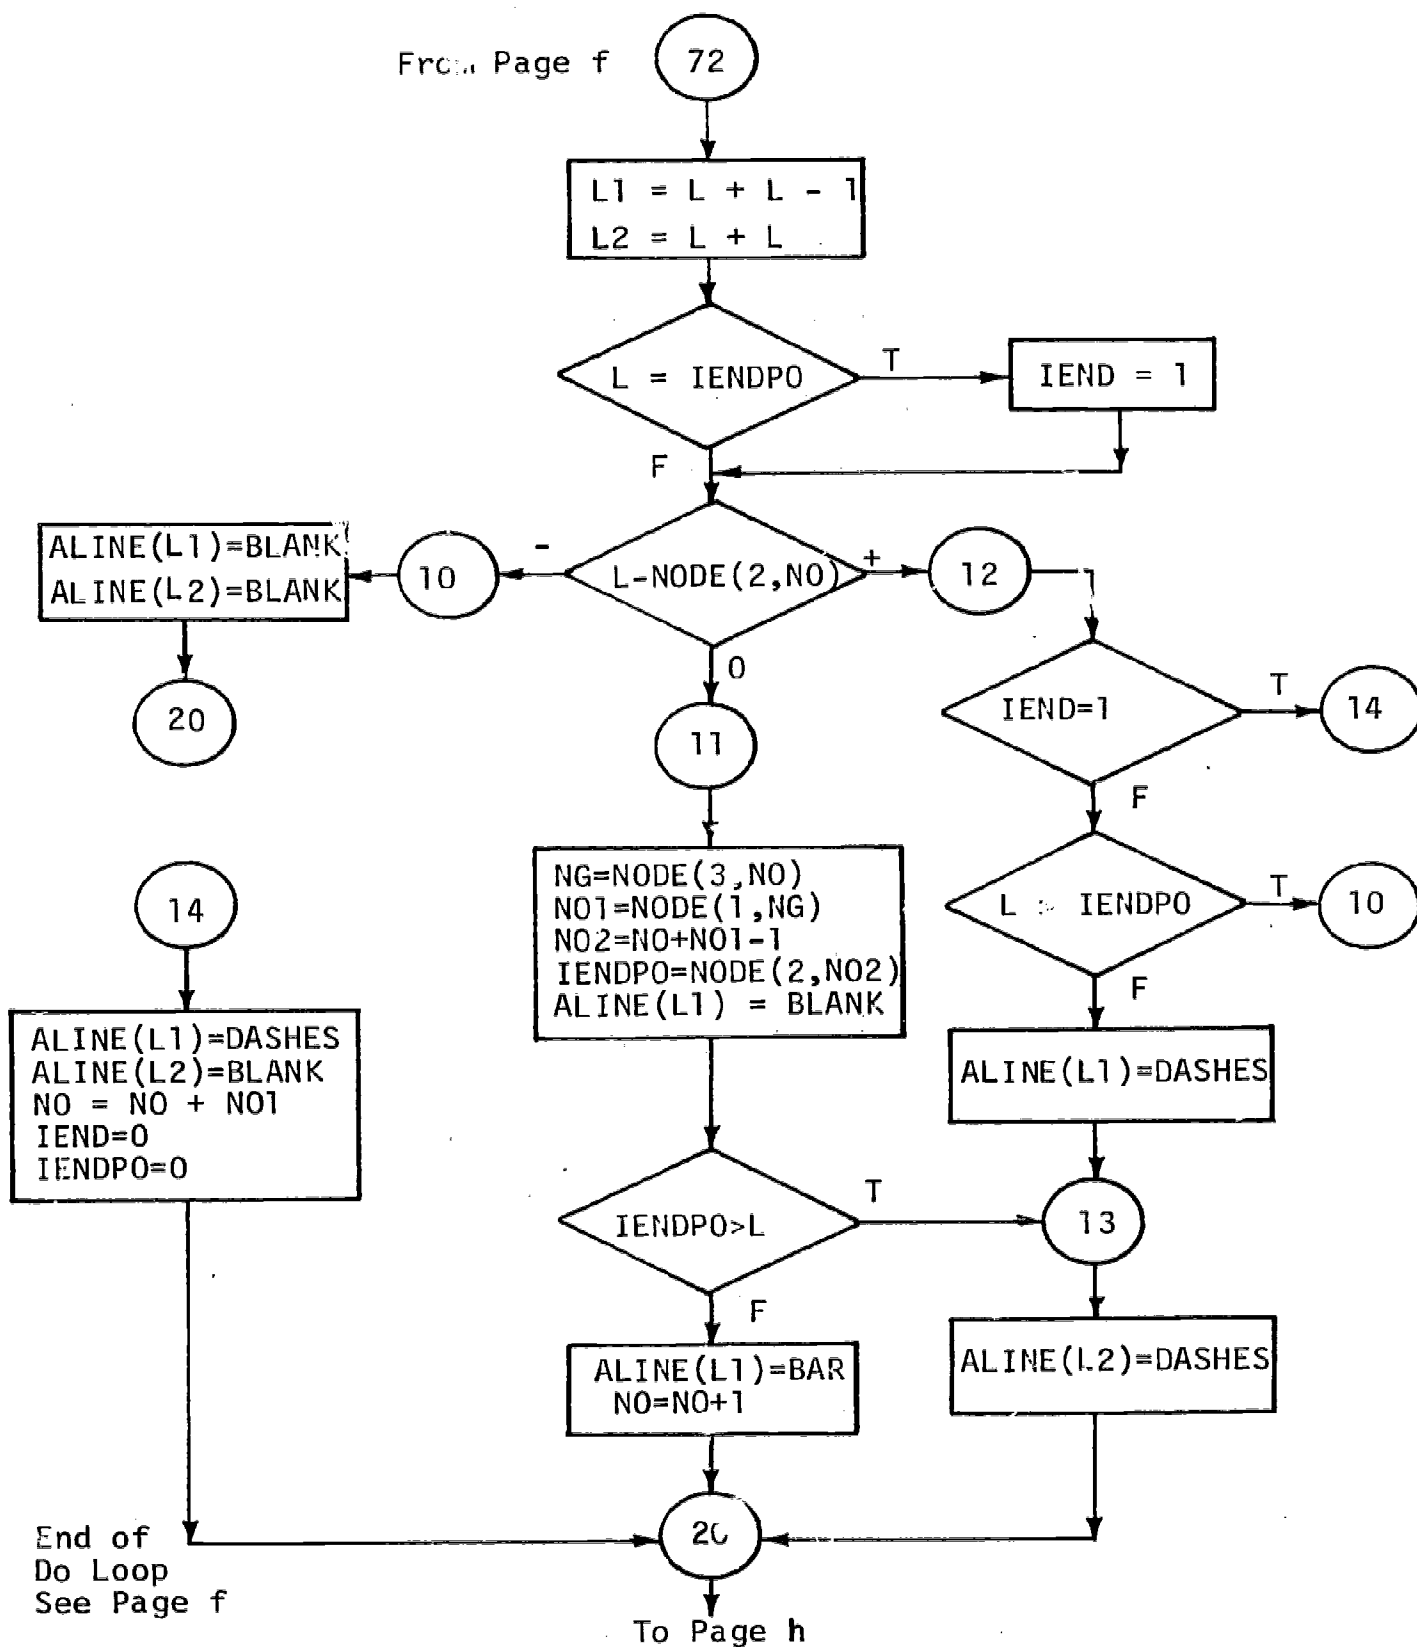 From Page f
72
L1 = L + L - 1
L2 = L + L
L = IENDPO
T
IEND = 1
F
ALINE(L1)=BLANK
ALINE(L2)=BLANK
10
-
L-NODE(2,NO)
+
12
0
20
11
IEND=1
T
14
F
L > IENDPO
T
10
F
14
NG=NODE(3,NO)
NO1=NODE(1,NG)
NO2=NO+NO1-1
IENDPO=NODE(2,NO2)
ALINE(L1) = BLANK
ALINE(L1)=DASHES
ALINE(L2)=BLANK
NO = NO + NO1
IEND=0
IENDPO=0
ALINE(L1)=DASHES
IENDPO>L
T
13
F
ALINE(L1)=BAR
NO=NO+1
ALINE(L2)=DASHES
20
End of
Do Loop
See Page f
To Page h